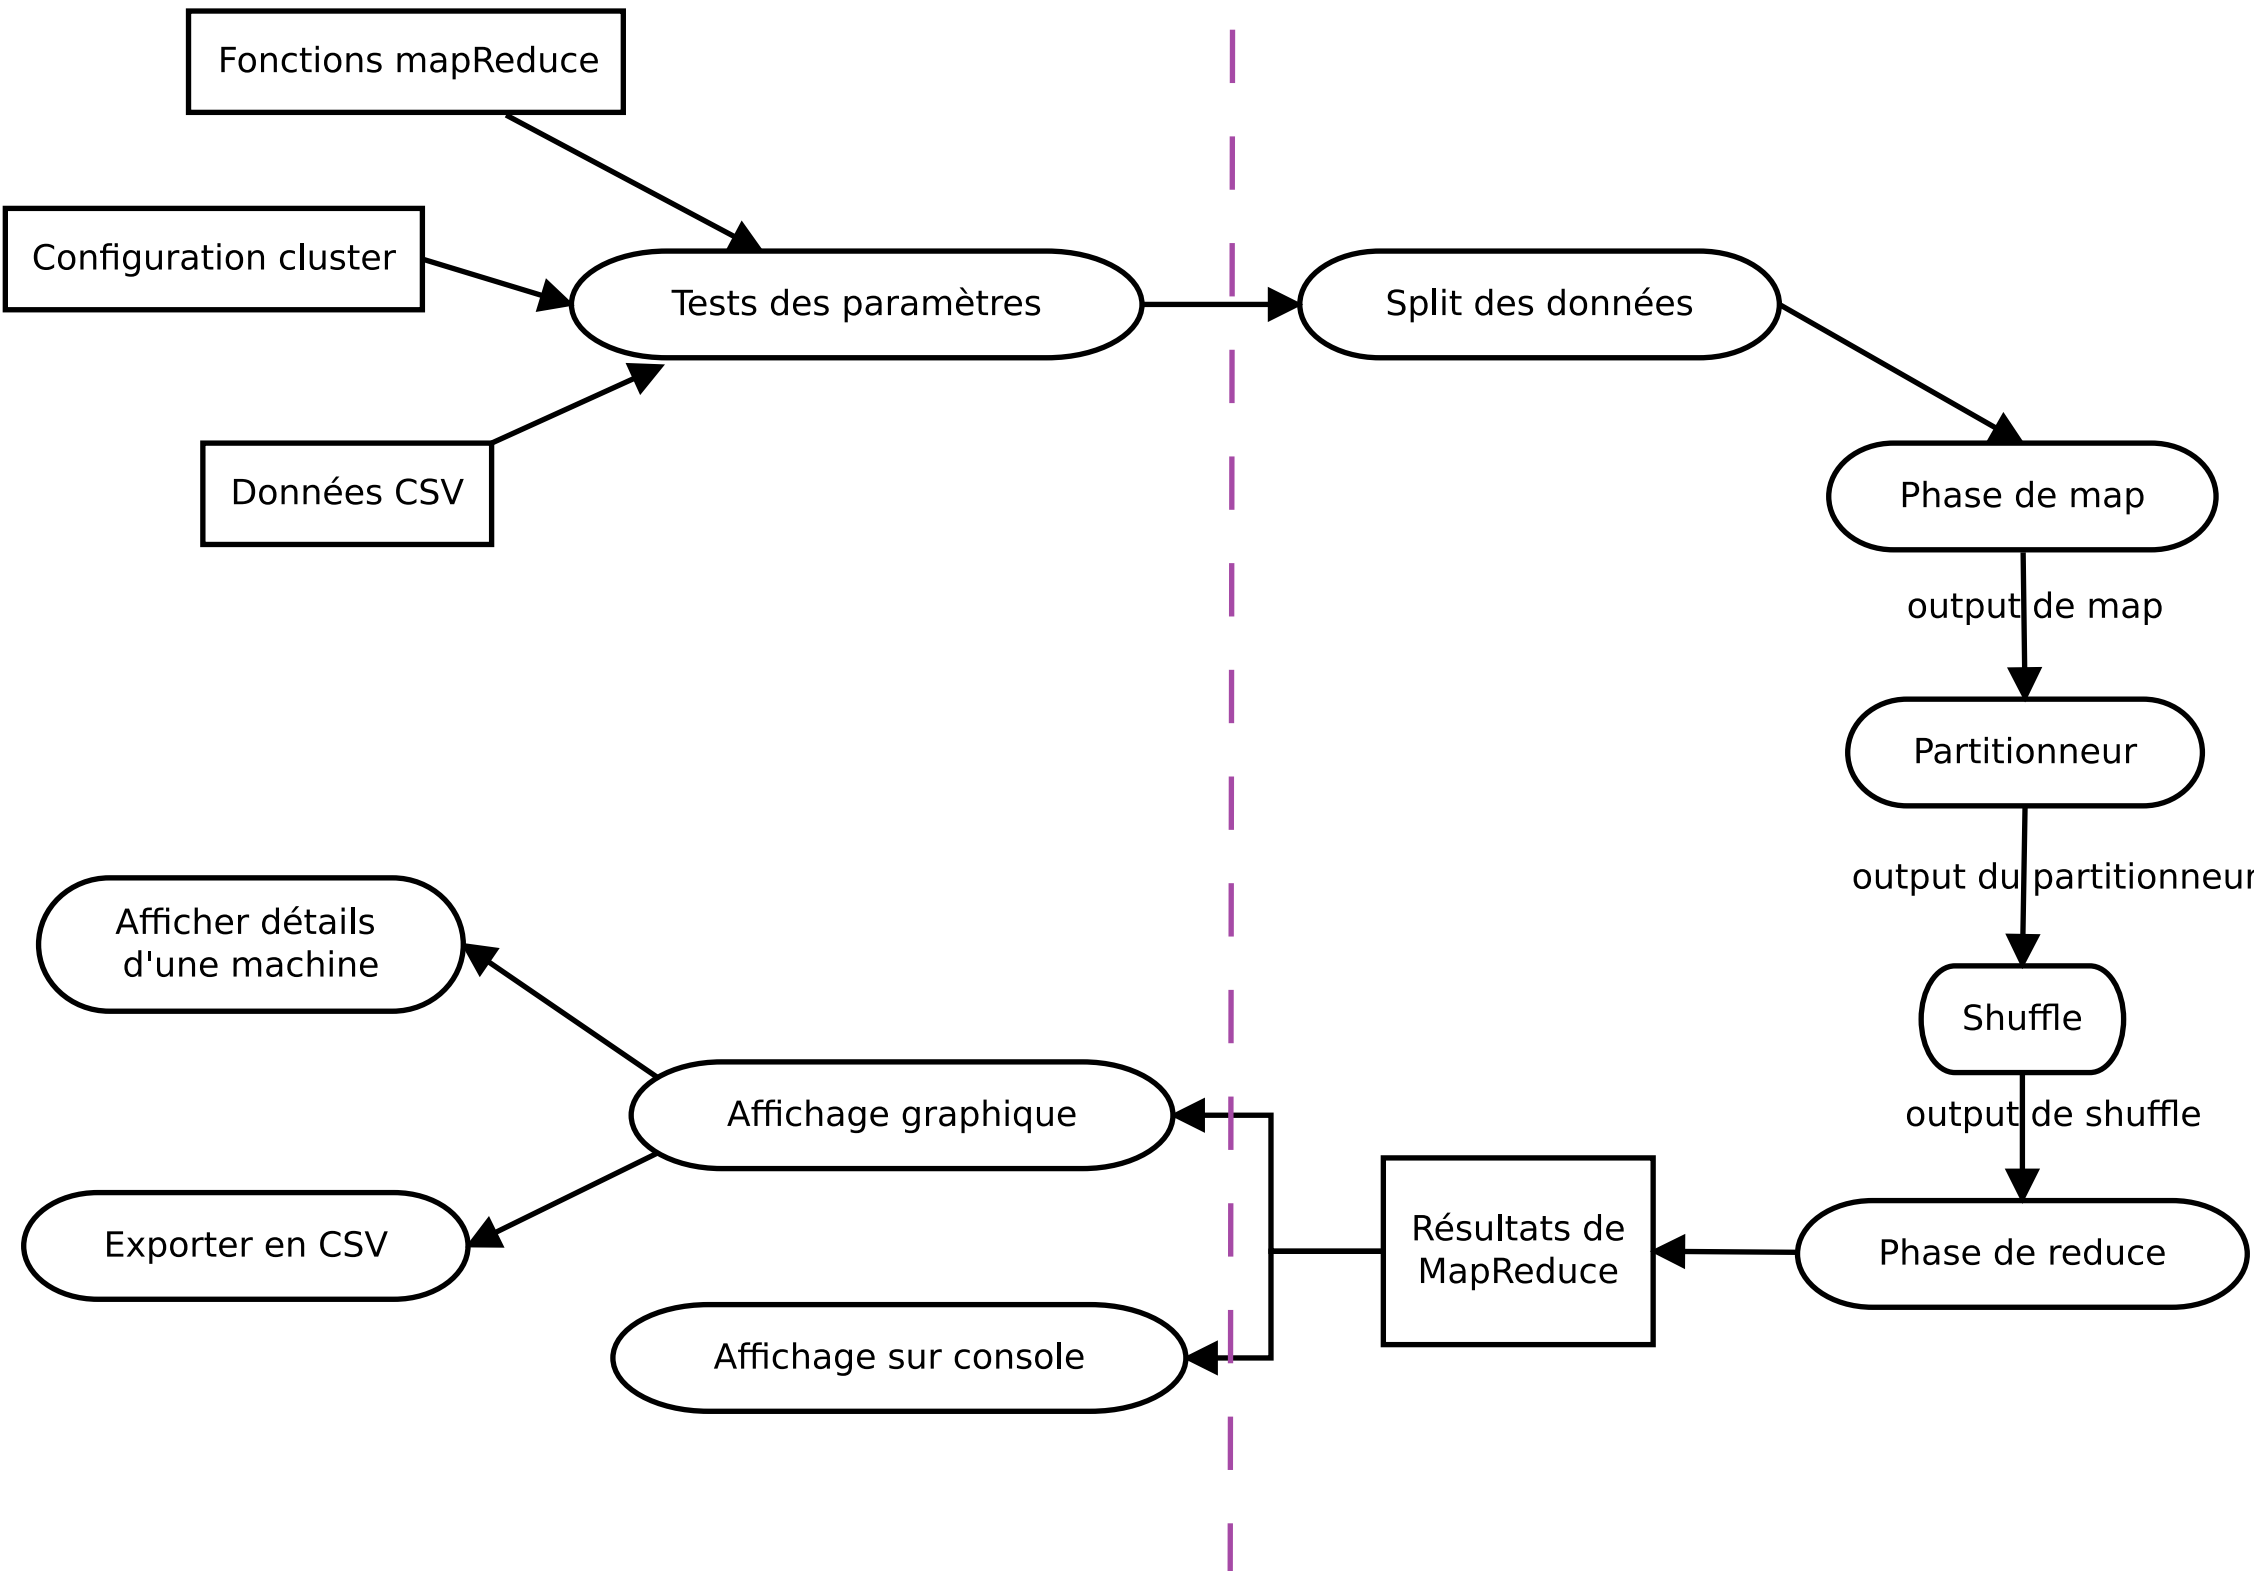 Fonctions mapReduce
Configuration cluster
Tests des paramètres
Données CSV
Split des données
Phase de map
output de map
Partitionneur
output du partitionneur
Shuffle
output de shuffle
Phase de reduce
Résultats de
MapReduce
Affichage graphique
Afficher détails
d'une machine
Exporter en CSV
Affichage sur console